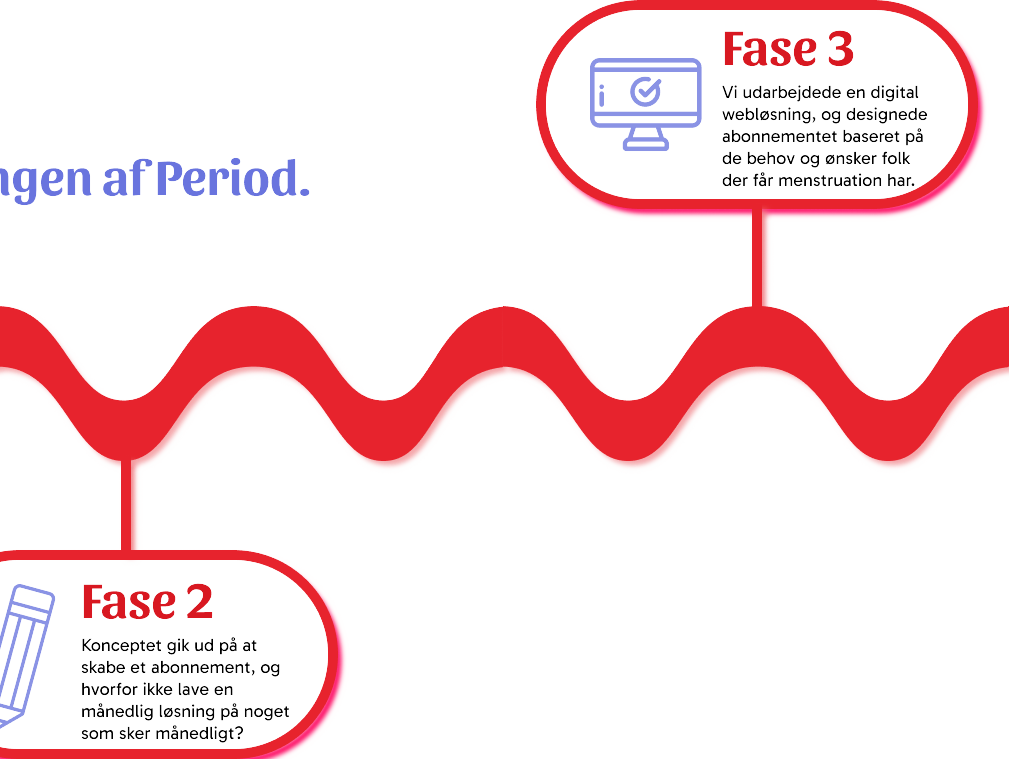 Fase 3
Vi udarbejdede en digital
webløsning, og designede
abonnementet baseret på
de behov og ønsker folk
der får menstruation har.
af Period.
Fase 2
Konceptet gik ud på at
skabe et abonnement, og
hvorfor ikke lave en
månedlig løsning på noget
som sker månedligt?